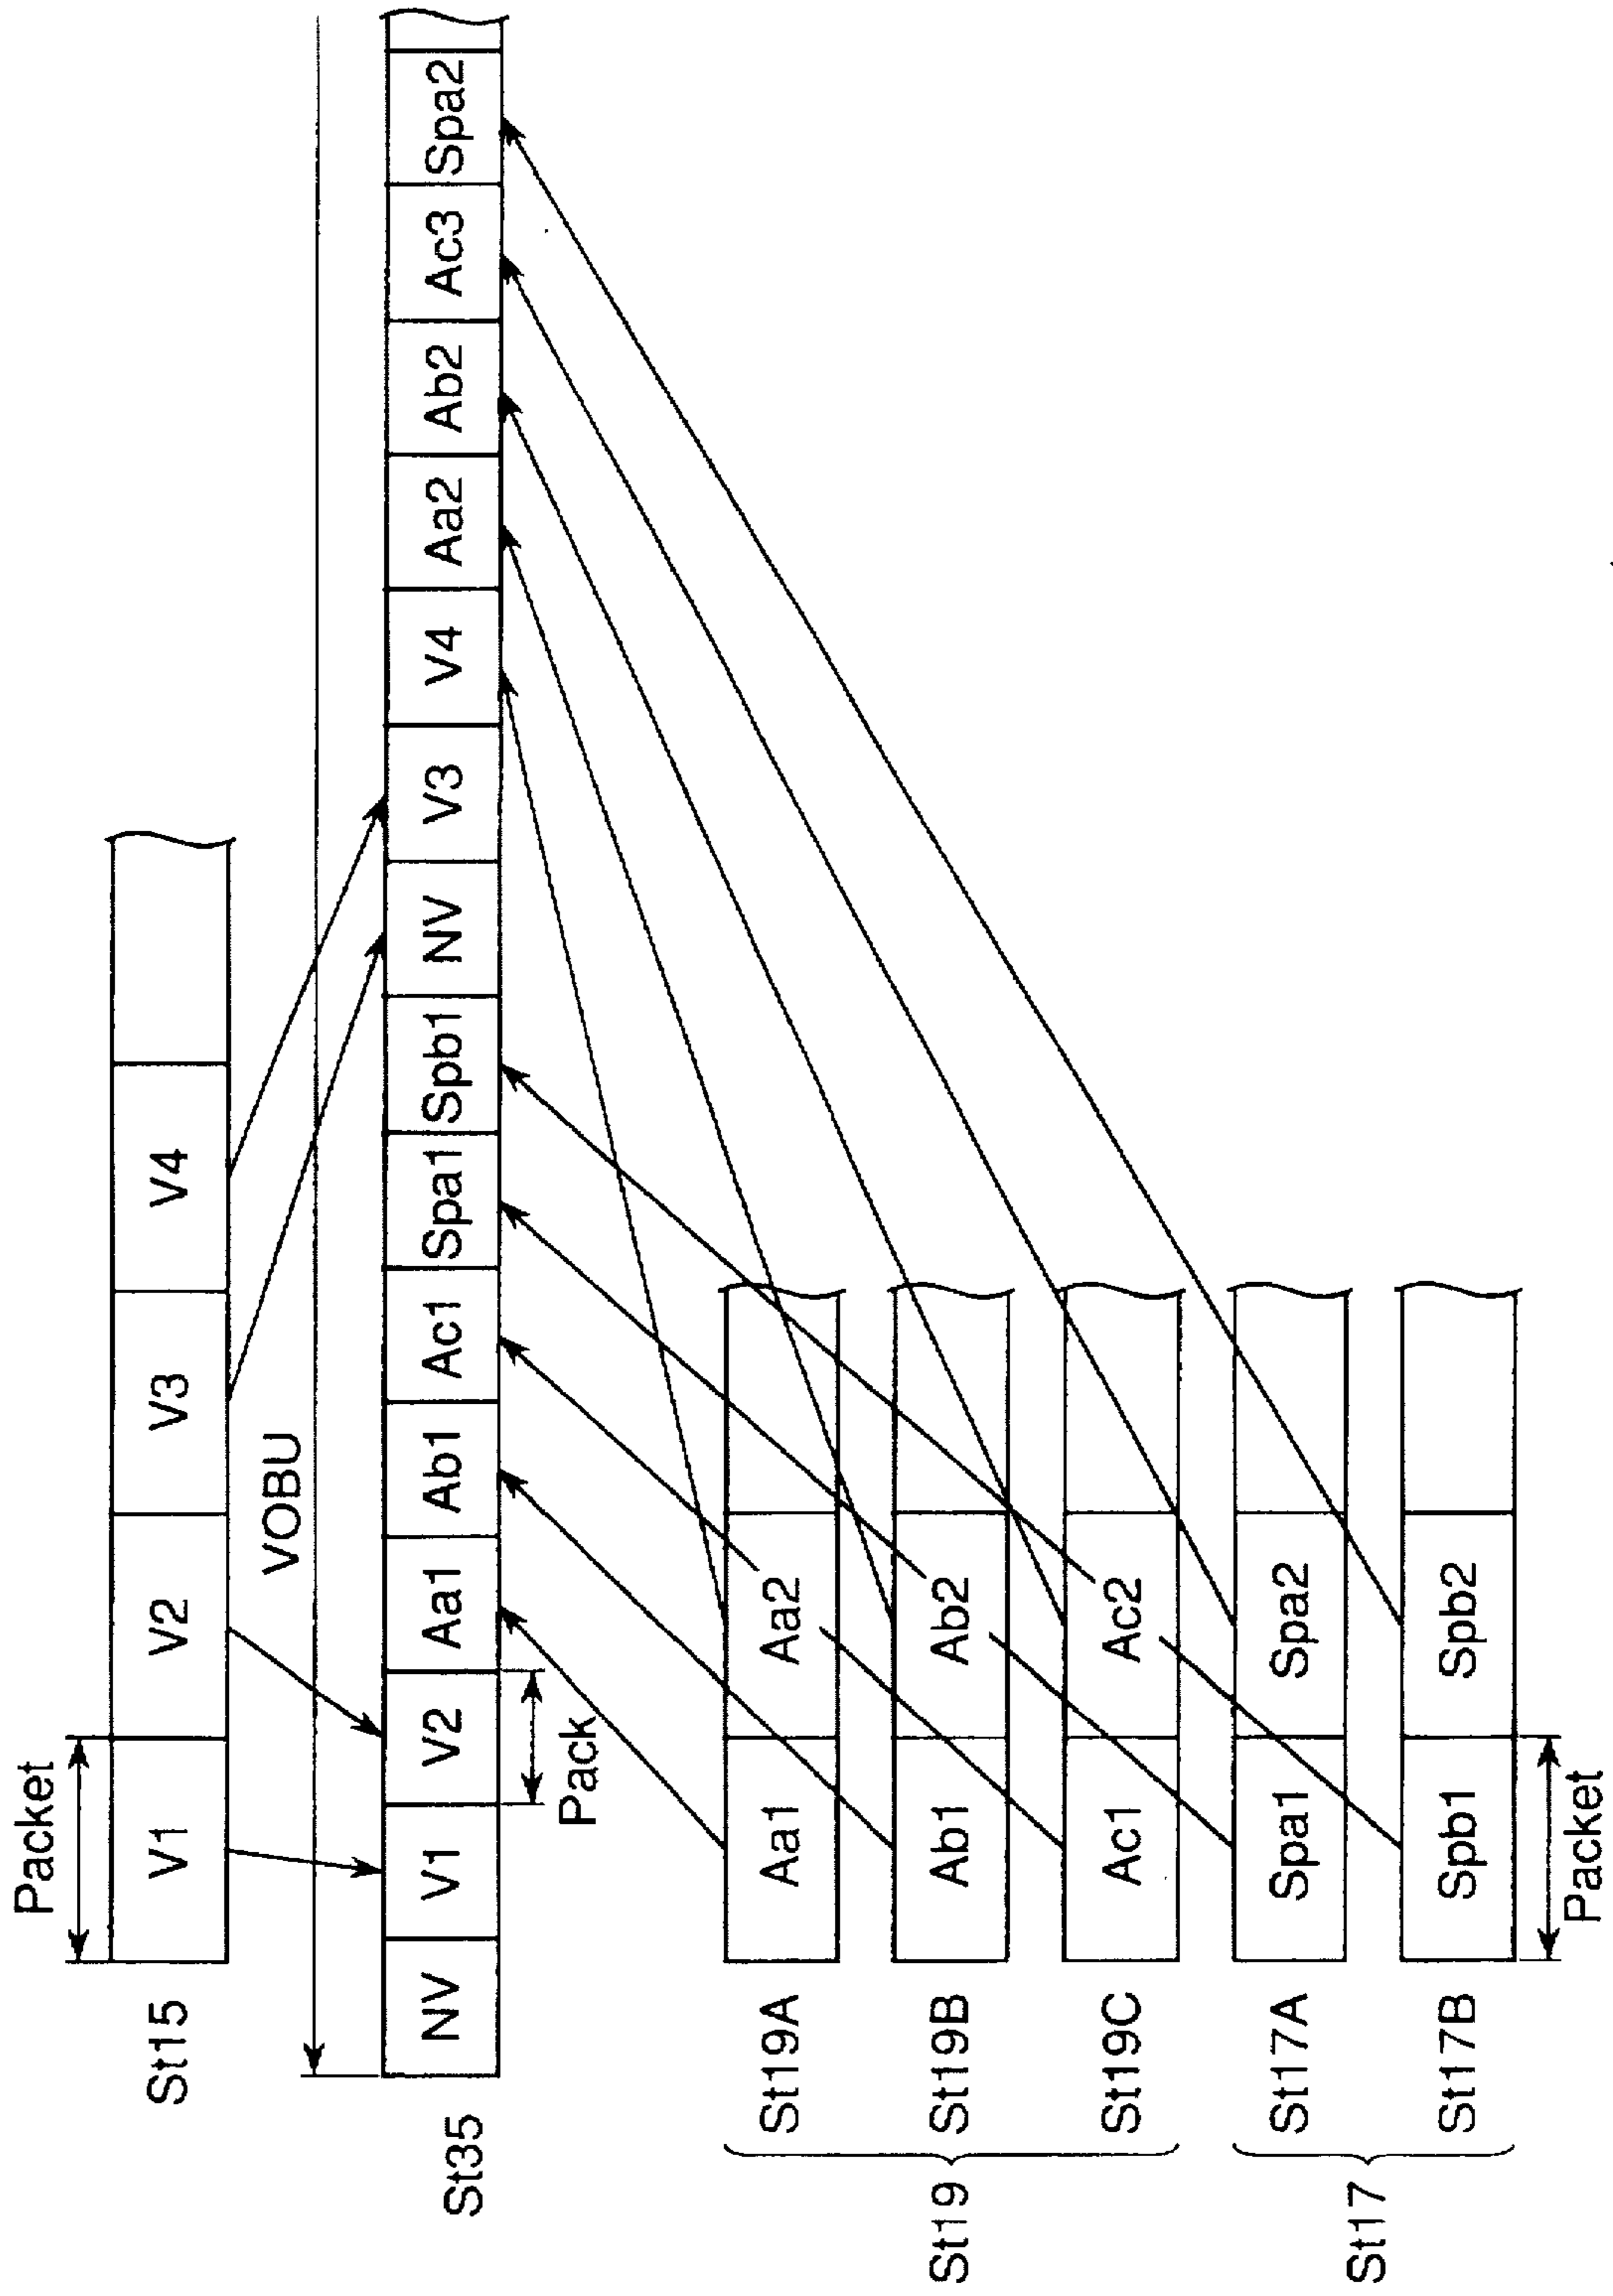 Packet
St15 V1 V2 V3 V4
VOBU
St35 NV V1 V2 Aa1 Ab1 Ac1 Spa1 Spb1 NV V3 V4 Aa2 Ab2 Ac3 Spa2
Pack
St19
St19A Aa1 Aa2
St19B Ab1 Ab2
St19C Ac1 Ac2
St17
St17A Spa1 Spa2
St17B Spb1 Spb2
Packet